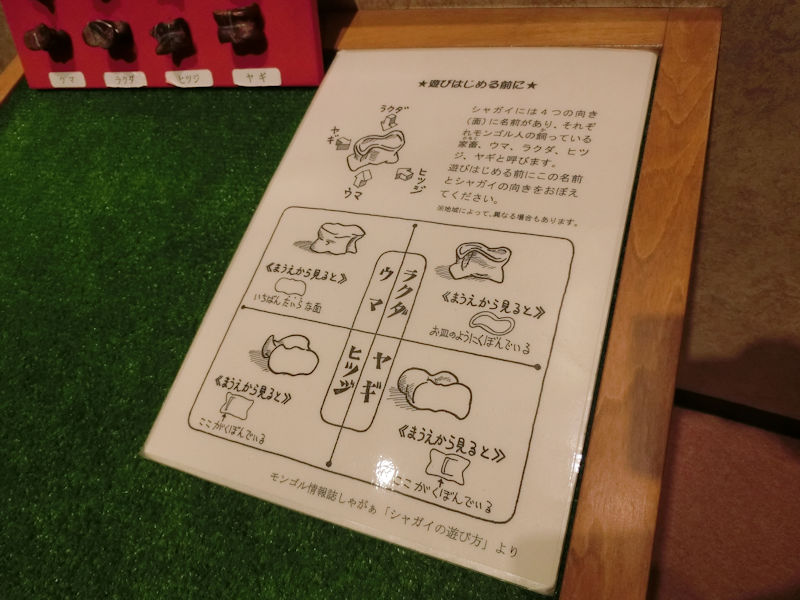 ウマ
ラクダ
ヒツジ
ヤギ
★遊びはじめる前に★
ラクダ
ヤギ
ヒツジ
ウマ
シャガイには4つの向き
(面)に名前があり、それぞ
れモンゴル人の飼っている
家畜、ウマ、ラクダ、ヒツ
ジ、ヤギと呼びます。
遊びはじめる前にこの名前
とシャガイの向きをおぼえ
てください。
※地域によって、異なる場合もあります。
ウマ
《まうえから見ると》
いちばんたいらな面
ラクダ
《まうえから見ると》
お皿のようにくぼんでいる
ヒツジ
《まうえから見ると》
ここがくぼんでいる
ヤギ
《まうえから見ると》
ここがくぼんでいる
モンゴル情報誌しゃがぁ「シャガイの遊び方」より